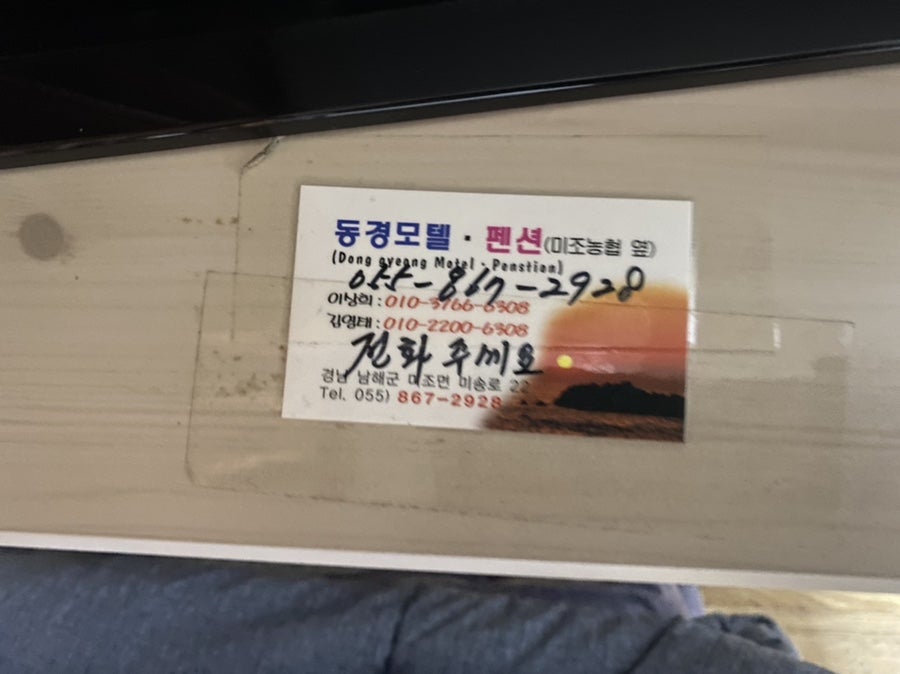 동경모텔 · 펜션(미조농협 옆)
(Dong gyeong Motel · Penstion)
055-867-2928
이상희 : 010-3766-6308
김영태 : 010-2200-6308
전화 주씨요
경남 남해군 미조면 미송로 22
Tel. 055) 867-2928